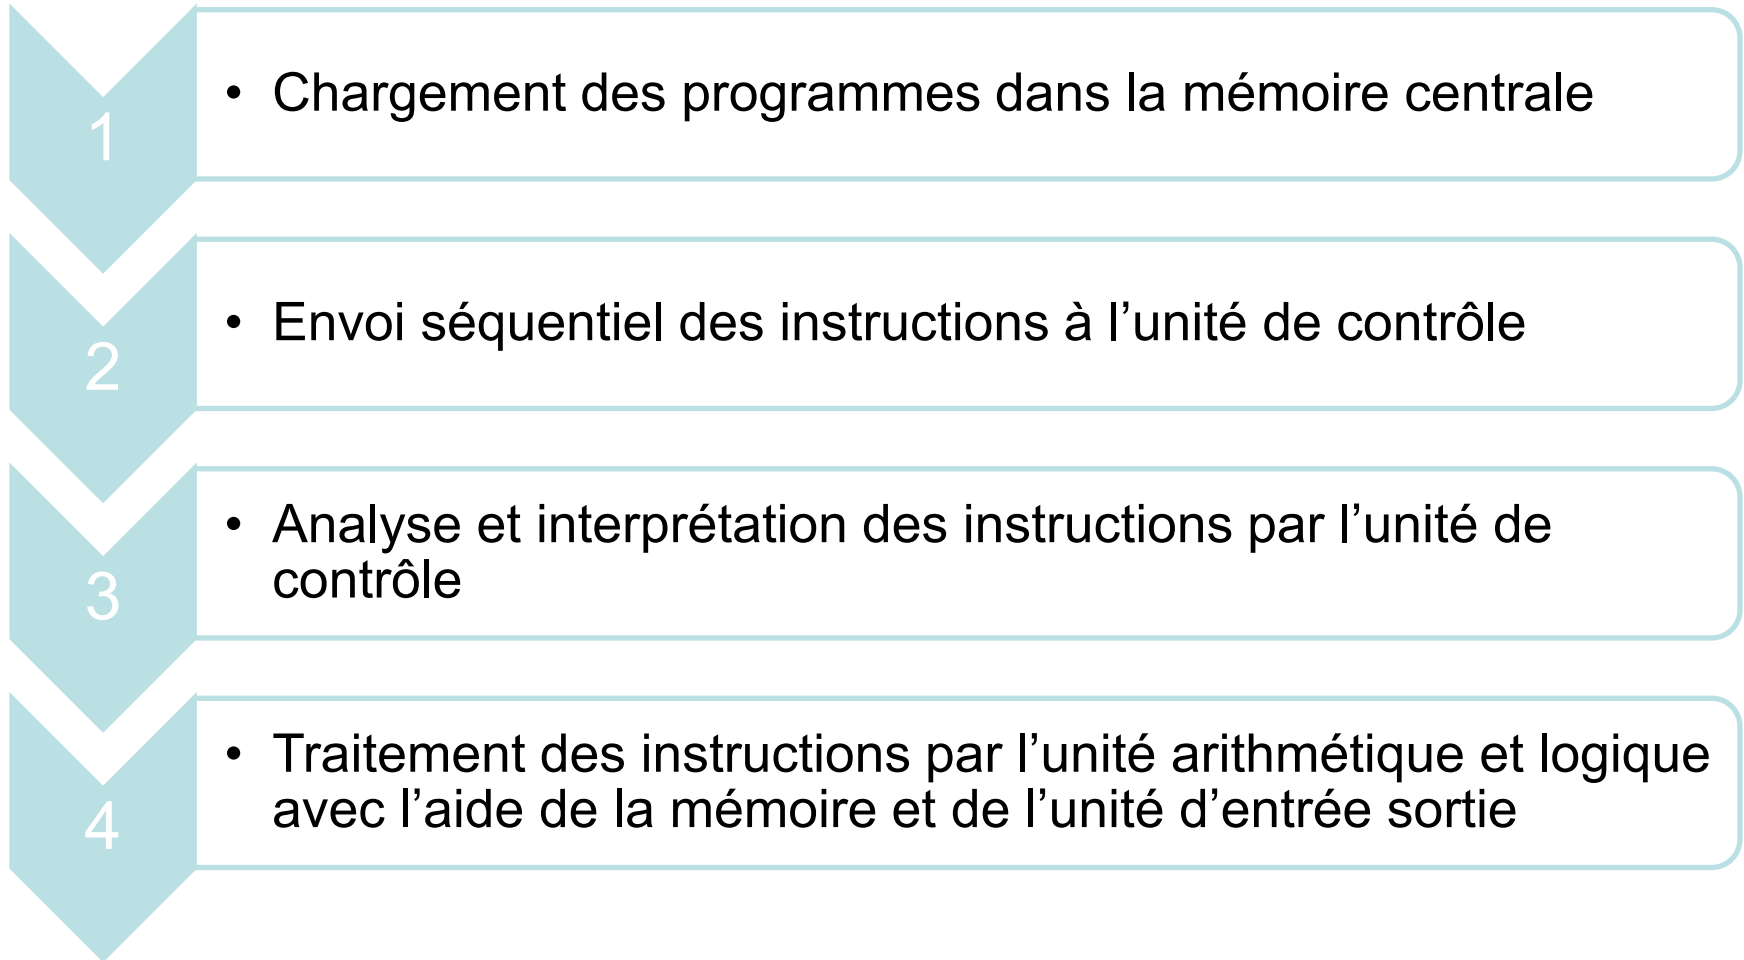 1
• Chargement des programmes dans la mémoire centrale
2
• Envoi séquentiel des instructions à l’unité de contrôle
3
• Analyse et interprétation des instructions par l’unité de
contrôle
4
• Traitement des instructions par l’unité arithmétique et logique
avec l’aide de la mémoire et de l’unité d’entrée sortie